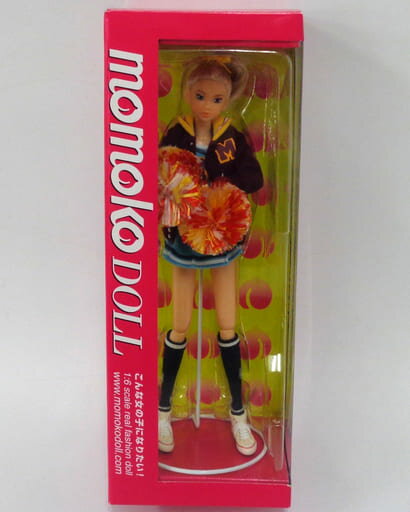 momoko DOLL
こんな女の子になりたい!
1:6 scale real fashion doll
www.momokodoll.com
M